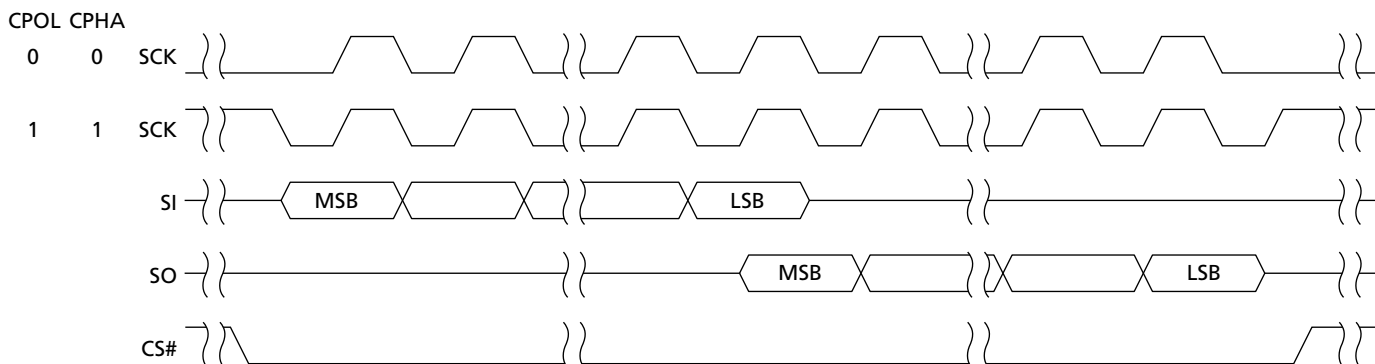 CPOL CPHA
0 0 SCK
1 1 SCK
SI MSB LSB
SO MSB LSB
CS#